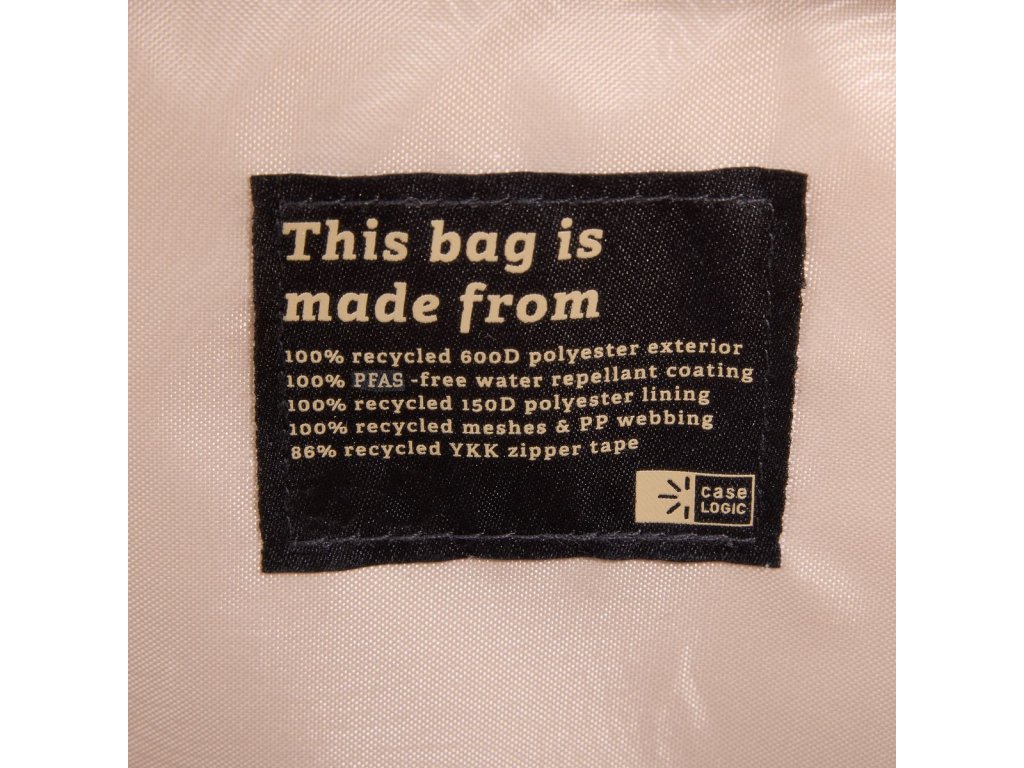 This bag is
made from
100% recycled 600D polyester exterior
100% PFAS -free water repellant coating
100% recycled 150D polyester lining
100% recycled meshes & PP webbing
86% recycled YKK zipper tape
case
LOGIC